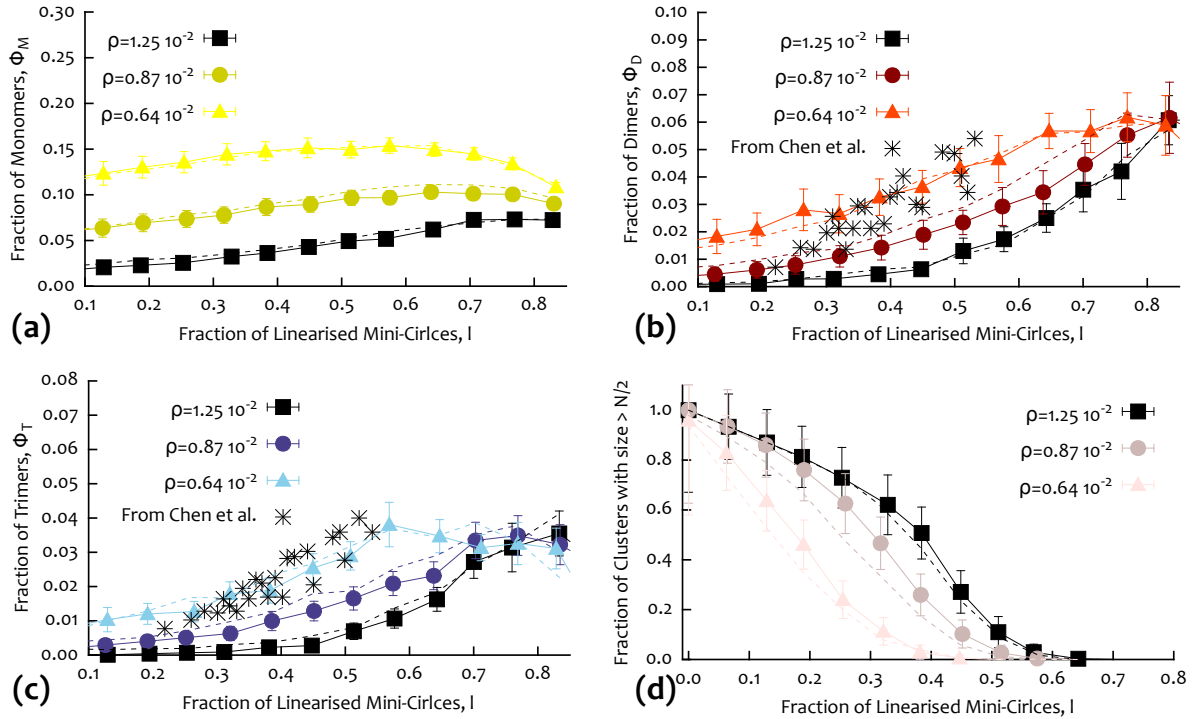 0.30
0.25
0.20
0.15
0.10
0.05
0.00
Fraction of Monomers, Φ_M
ρ=1.25 10⁻²
ρ=0.87 10⁻²
ρ=0.64 10⁻²
0.1 0.2 0.3 0.4 0.5 0.6 0.7 0.8
Fraction of Linearised Mini-Cirlces, l
(a)
0.10
0.09
0.08
0.07
0.06
0.05
0.04
0.03
0.02
0.01
0.00
Fraction of Dimers, Φ_D
ρ=1.25 10⁻²
ρ=0.87 10⁻²
ρ=0.64 10⁻²
From Chen et al.
0.1 0.2 0.3 0.4 0.5 0.6 0.7 0.8
Fraction of Linearised Mini-Cirlces, l
(b)
0.08
0.07
0.06
0.05
0.04
0.03
0.02
0.01
0.00
Fraction of Trimers, Φ_T
ρ=1.25 10⁻²
ρ=0.87 10⁻²
ρ=0.64 10⁻²
From Chen et al.
0.1 0.2 0.3 0.4 0.5 0.6 0.7 0.8
Fraction of Linearised Mini-Cirlces, l
(c)
1.0
0.8
0.6
0.4
0.2
0.0
Fraction of Clusters with size > N/2
ρ=1.25 10⁻²
ρ=0.87 10⁻²
ρ=0.64 10⁻²
0.0 0.1 0.2 0.3 0.4 0.5 0.6 0.7 0.8
Fraction of Linearised Mini-Cirlces, l
(d)